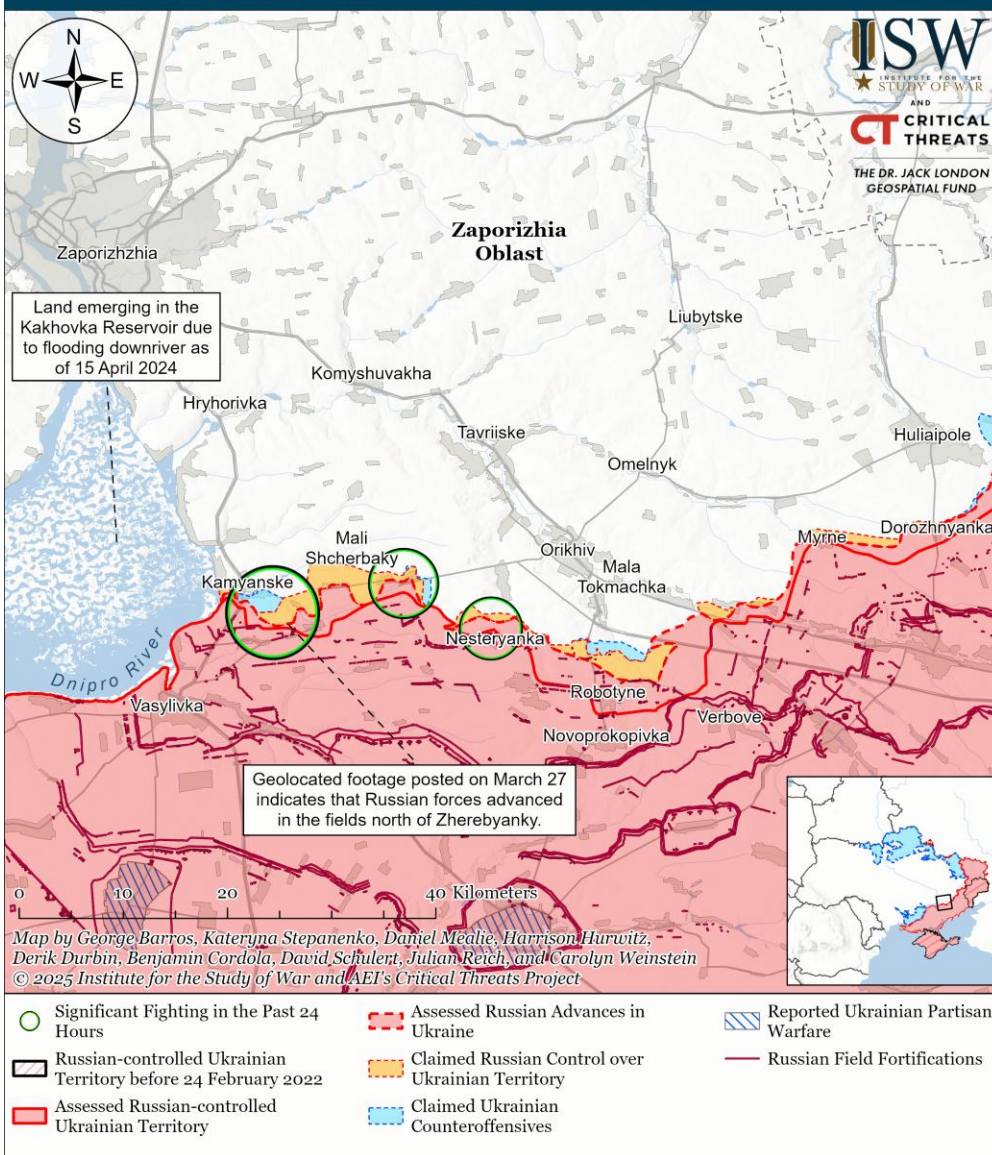 N
W
E
S
ISW
INSTITUTE FOR THE
STUDY OF WAR
AND
CT CRITICAL
THREATS
THE DR. JACK LONDON
GEOSPATIAL FUND
Zaporizhia
Oblast
Zaporizhzhia
Land emerging in the
Kakhovka Reservoir due
to flooding downriver as
of 15 April 2024
Liubytske
Komyshuvakha
Hryhorivka
Tavriiske
Huliaipole
Omelnyk
Mali
Shcherbaky
Orikhiv
Mala
Tokmachka
Myrne
Dorozhnyanka
Kamyanske
Nesteryanka
Dnipro River
Vasylivka
Robotyne
Verbove
Novoprokopivka
Geolocated footage posted on March 27
indicates that Russian forces advanced
in the fields north of Zherebyanky.
0 10 20 40 Kilometers
Map by George Barros, Kateryna Stepanenko, Daniel Mealie, Harrison Hurwitz,
Derik Durbin, Benjamin Cordola, David Schulert, Julian Reich, and Carolyn Weinstein
© 2025 Institute for the Study of War and AEI's Critical Threats Project
Significant Fighting in the Past 24
Hours
Russian-controlled Ukrainian
Territory before 24 February 2022
Assessed Russian-controlled
Ukrainian Territory
Assessed Russian Advances in
Ukraine
Claimed Russian Control over
Ukrainian Territory
Claimed Ukrainian
Counteroffensives
Reported Ukrainian Partisan
Warfare
Russian Field Fortifications